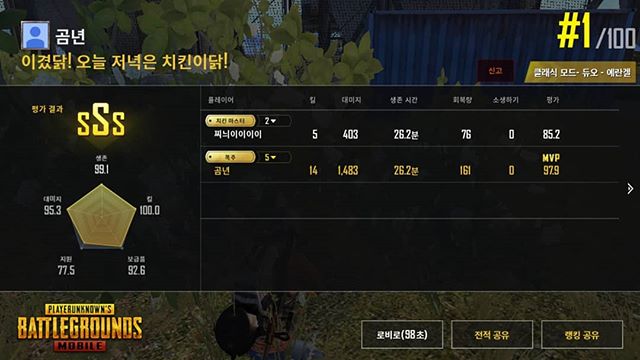 곰년
#1/100
이겼닭! 오늘 저녁은 치킨이닭!
신고
클래식 모드- 듀오 - 에란겔
평가 결과
SSS
생존
99.1
대미지
95.3
킬
100.0
지원
77.5
보급품
92.6
플레이어 킬 대미지 생존 시간 회복량 소생하기 평가
치킨 마스터 2
찌늬이이이이 5 403 26.2분 76 0 85.2
폭주 5 MVP
곰년 14 1,483 26.2분 161 0 97.9
PLAYERUNKNOWN'S
BATTLEGROUNDS
MOBILE
로비로(98초)
전적 공유
랭킹 공유